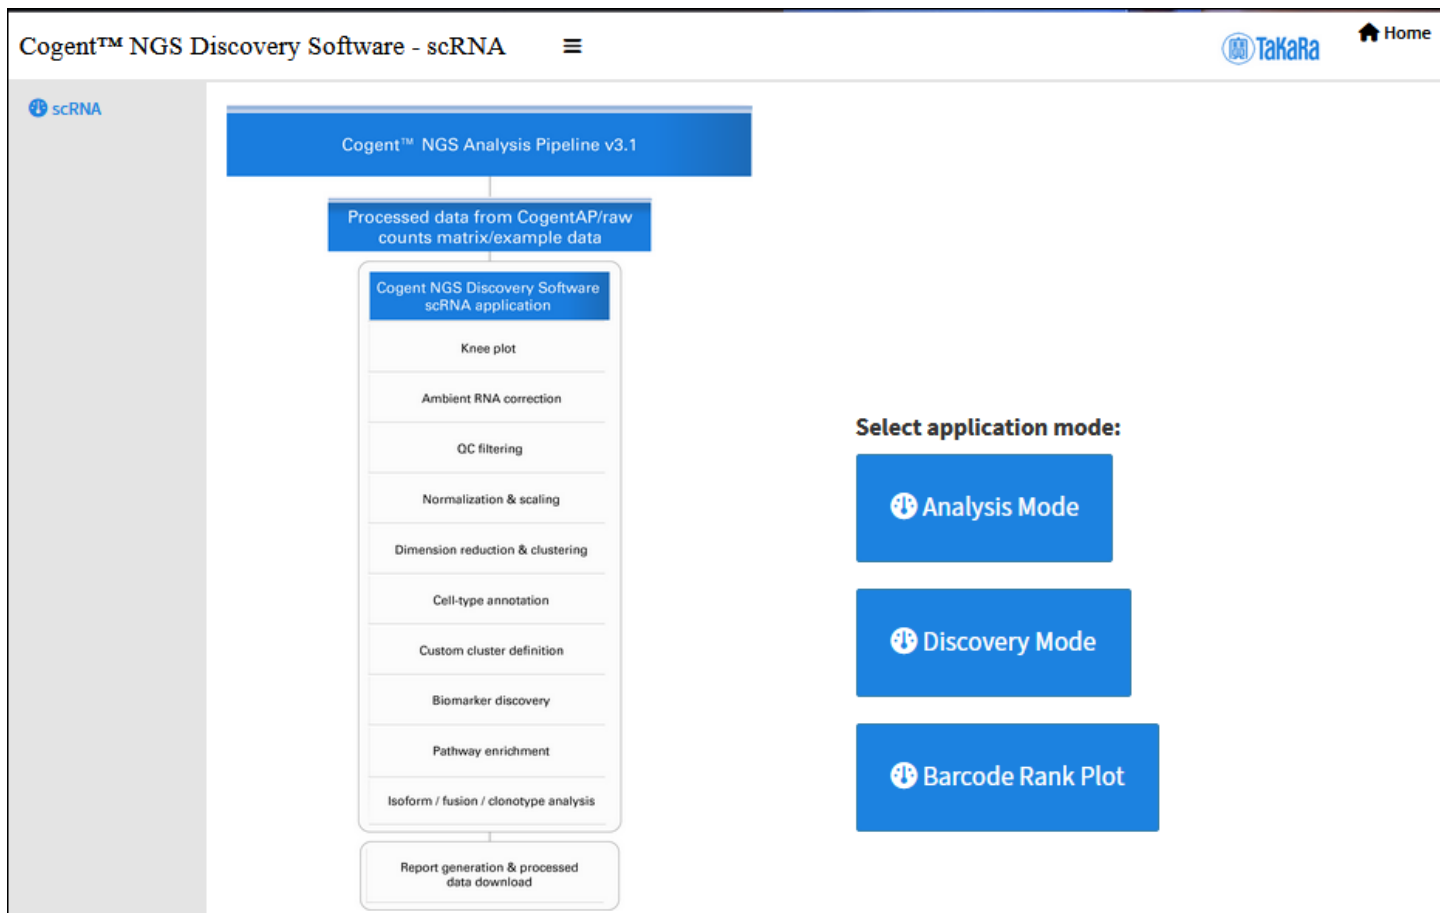 Cogent™ NGS Discovery Software - scRNA
TaKaRa
Home
scRNA
Cogent™ NGS Analysis Pipeline v3.1
Processed data from CogentAP/raw
counts matrix/example data
Cogent NGS Discovery Software
scRNA application
Knee plot
Ambient RNA correction
QC filtering
Normalization & scaling
Dimension reduction & clustering
Cell-type annotation
Custom cluster definition
Biomarker discovery
Pathway enrichment
Isoform / fusion / clonotype analysis
Report generation & processed
data download
Select application mode:
Analysis Mode
Discovery Mode
Barcode Rank Plot